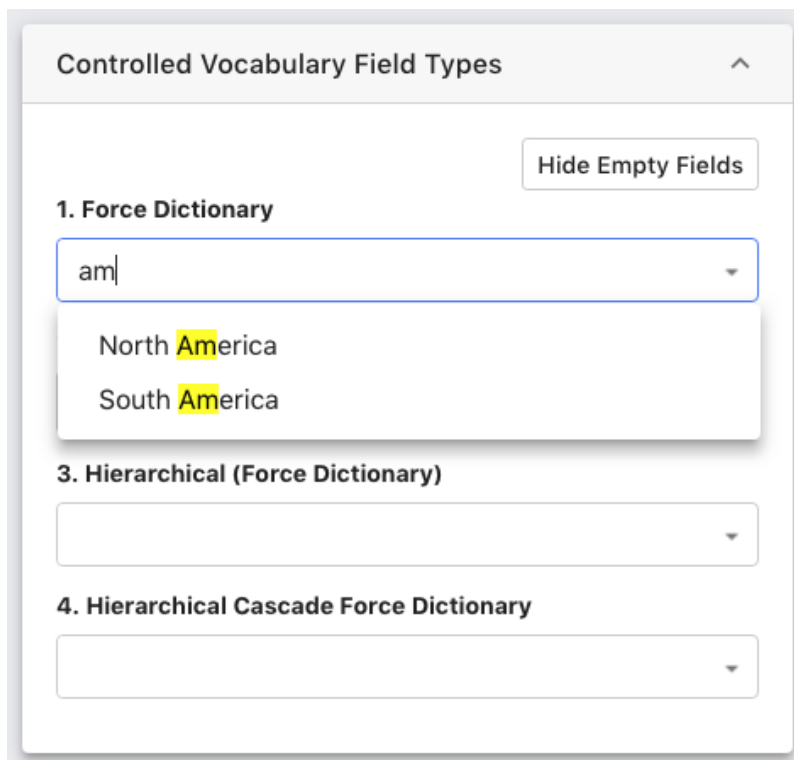 Controlled Vocabulary Field Types
Hide Empty Fields
1. Force Dictionary
am
North America
South America
3. Hierarchical (Force Dictionary)
4. Hierarchical Cascade Force Dictionary